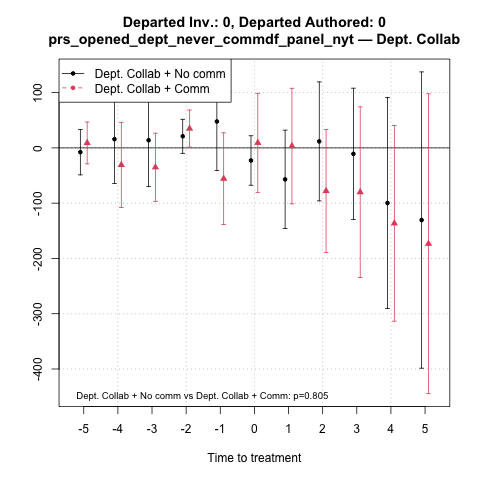 Departed Inv.: 0, Departed Authored: 0
prs_opened_dept_never_commdf_panel_nyt — Dept. Collab
Dept. Collab + No comm
Dept. Collab + Comm
100
0
-100
-200
-300
-400
Dept. Collab + No comm vs Dept. Collab + Comm: p=0.805
-5 -4 -3 -2 -1 0 1 2 3 4 5
Time to treatment